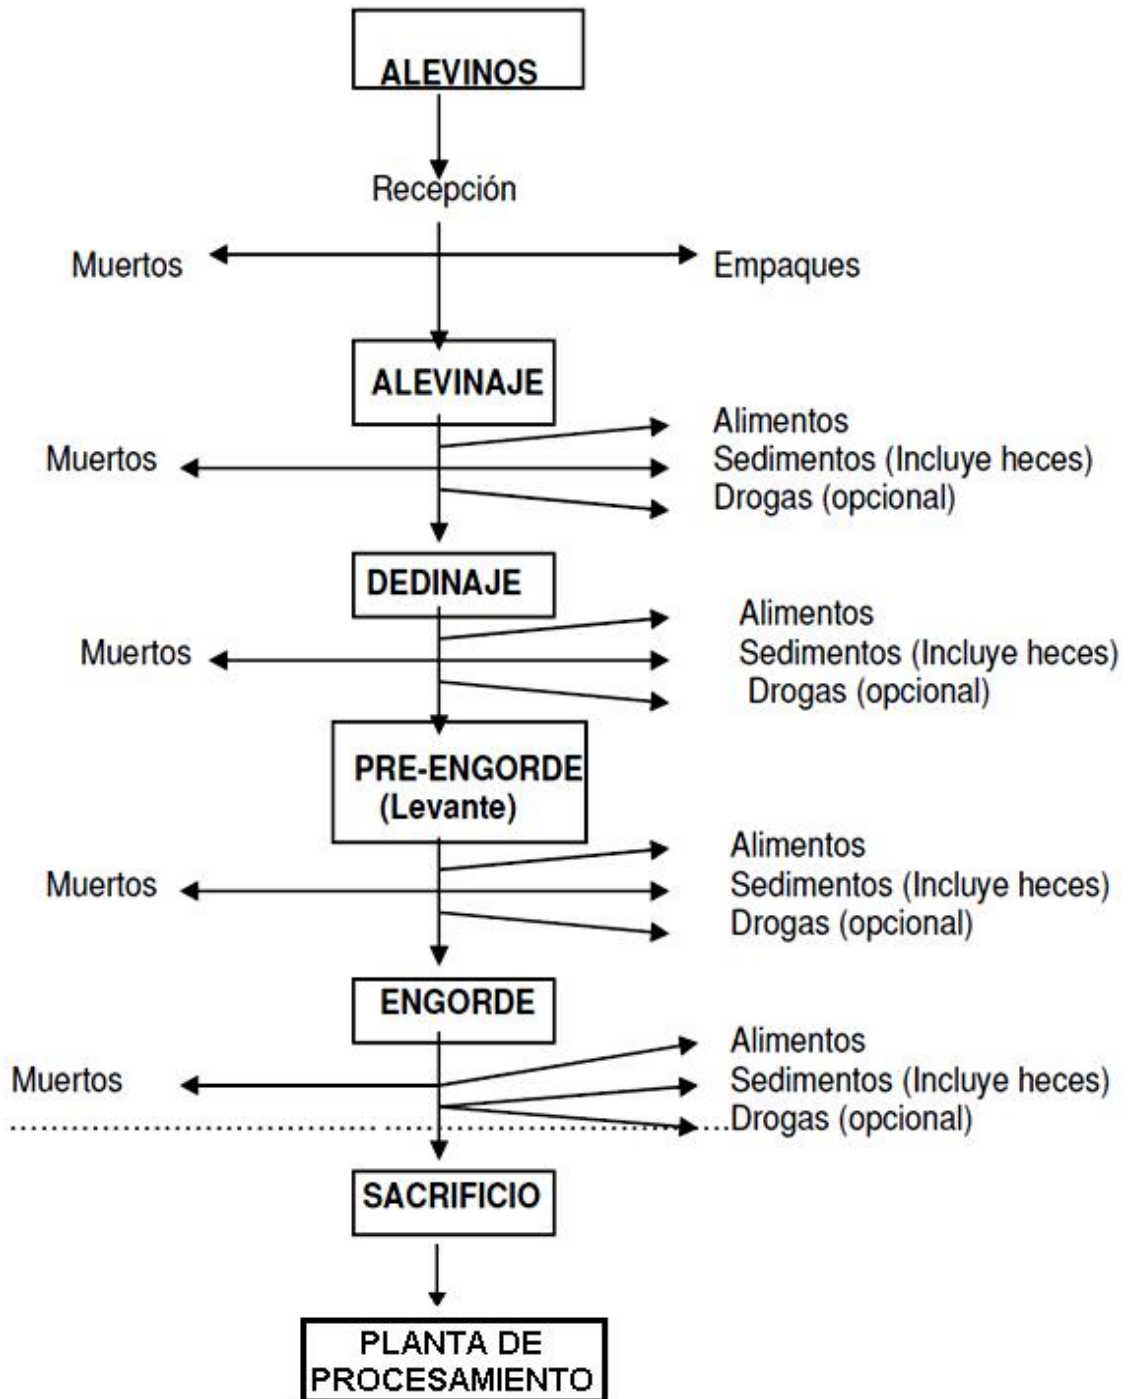 ALEVINOS
Recepción
Muertos
Empaques
ALEVINAJE
Alimentos
Muertos
Sedimentos (Incluye heces)
Drogas (opcional)
DEDINAJE
Alimentos
Muertos
Sedimentos (Incluye heces)
Drogas (opcional)
PRE-ENGORDE
(Levante)
Alimentos
Muertos
Sedimentos (Incluye heces)
Drogas (opcional)
ENGORDE
Alimentos
Muertos
Sedimentos (Incluye heces)
Drogas (opcional)
SACRIFICIO
PLANTA DE
PROCESAMIENTO